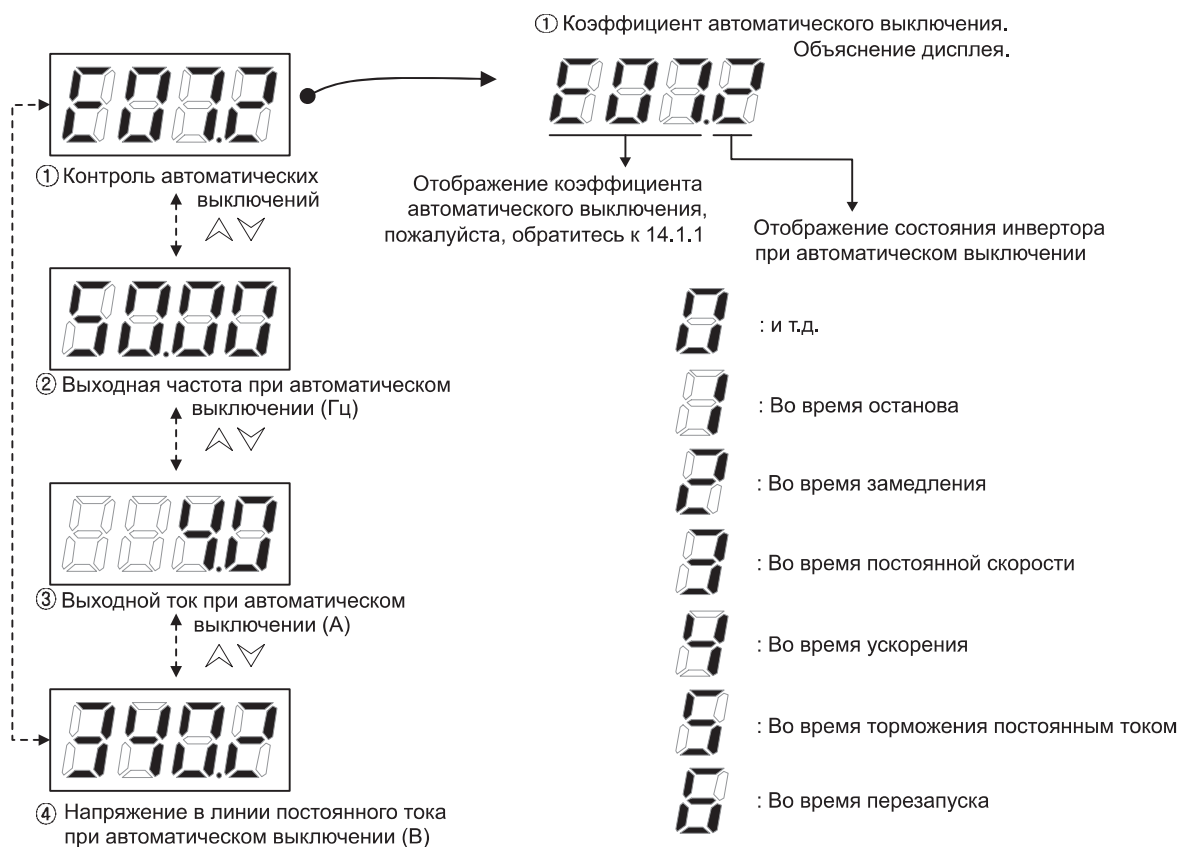 ① Коэффициент автоматического выключения.
Объяснение дисплея.
E07.2
E07.2
① Контроль автоматических
выключений
Отображение коэффициента
автоматического выключения,
пожалуйста, обратитесь к 14.1.1
Отображение состояния инвертора
при автоматическом выключении
50.00
② Выходная частота при автоматическом
выключении (Гц)
4.0
③ Выходной ток при автоматическом
выключении (А)
340.2
④ Напряжение в линии постоянного тока
при автоматическом выключении (В)
0 : и т.д.
1 : Во время останова
2 : Во время замедления
3 : Во время постоянной скорости
4 : Во время ускорения
5 : Во время торможения постоянным током
6 : Во время перезапуска